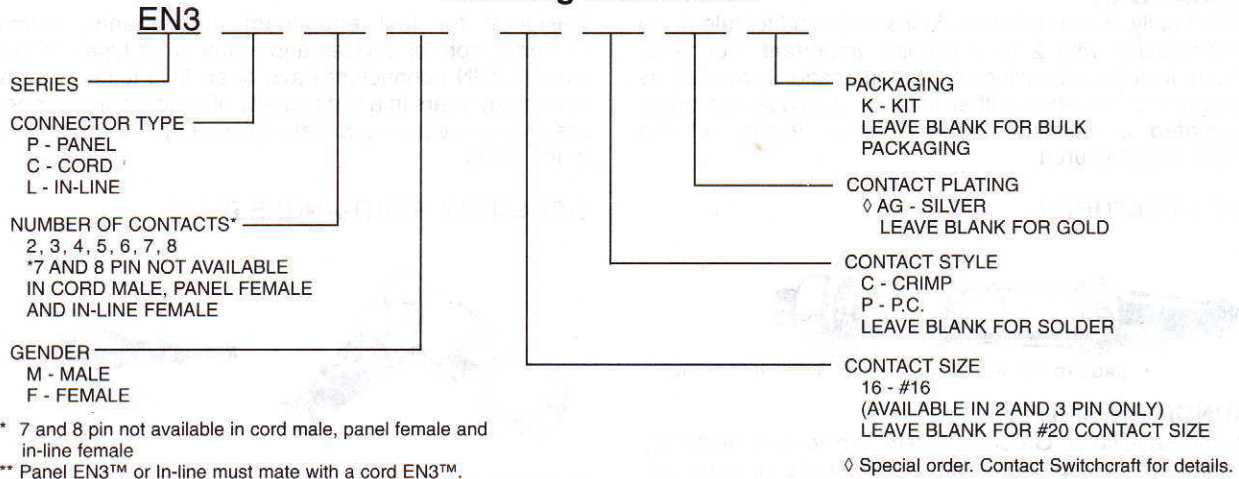 EN3
SERIES
CONNECTOR TYPE
P - PANEL
C - CORD
L - IN-LINE
NUMBER OF CONTACTS*
2, 3, 4, 5, 6, 7, 8
*7 AND 8 PIN NOT AVAILABLE
IN CORD MALE, PANEL FEMALE
AND IN-LINE FEMALE
GENDER
M - MALE
F - FEMALE
* 7 and 8 pin not available in cord male, panel female and
in-line female
** Panel EN3™ or In-line must mate with a cord EN3™.
PACKAGING
K - KIT
LEAVE BLANK FOR BULK
PACKAGING
CONTACT PLATING
◊ AG - SILVER
LEAVE BLANK FOR GOLD
CONTACT STYLE
C - CRIMP
P - P.C.
LEAVE BLANK FOR SOLDER
CONTACT SIZE
16 - #16
(AVAILABLE IN 2 AND 3 PIN ONLY)
LEAVE BLANK FOR #20 CONTACT SIZE
◊ Special order. Contact Switchcraft for details.